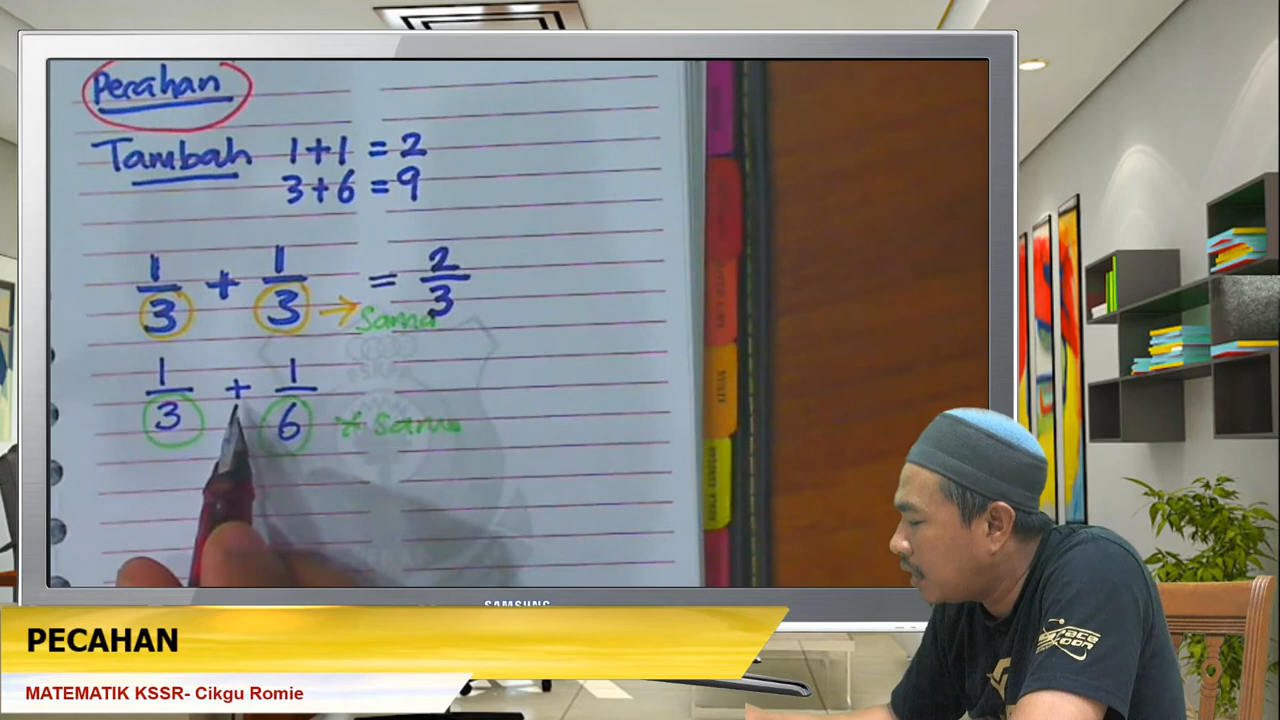 Pecahan
Tambah 1+1 = 2
3+6 = 9
1/3 + 1/3 = 2/3
→ Sama
1/3 + 1/6 × Sama
SAMSUNG
PECAHAN
MATEMATIK KSSR- Cikgu Romie